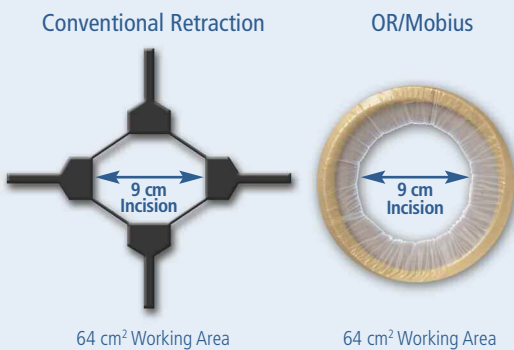 Conventional Retraction
OR/Mobius
9 cm
Incision
9 cm
Incision
64 cm² Working Area
64 cm² Working Area